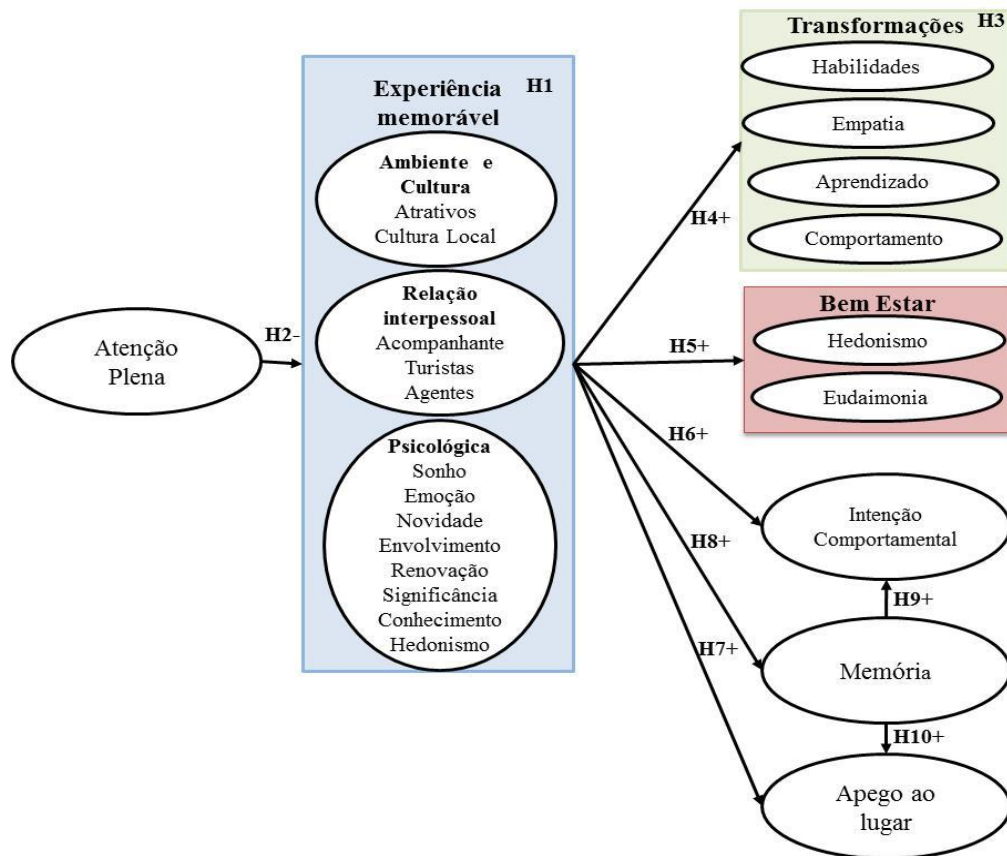 Atenção
Plena
H2-
Experiência H1
memorável
Ambiente e
Cultura
Atrativos
Cultura Local
Relação
interpessoal
Acompanhante
Turistas
Agentes
Psicológica
Sonho
Emoção
Novidade
Envolvimento
Renovação
Significância
Conhecimento
Hedonismo
H4+
H5+
H6+
H8+
H7+
Transformações H3
Habilidades
Empatia
Aprendizado
Comportamento
Bem Estar
Hedonismo
Eudaimonia
Intenção
Comportamental
H9+
Memória
H10+
Apego ao
lugar